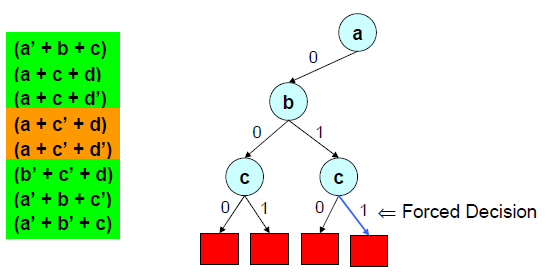 (a’ + b + c)
(a + c + d)
(a + c + d’)
(a + c’ + d)
(a + c’ + d’)
(b’ + c’ + d)
(a’ + b + c’)
(a’ + b’ + c)
a
0
b
0 1
c c
0 1 0 1 ⇐ Forced Decision